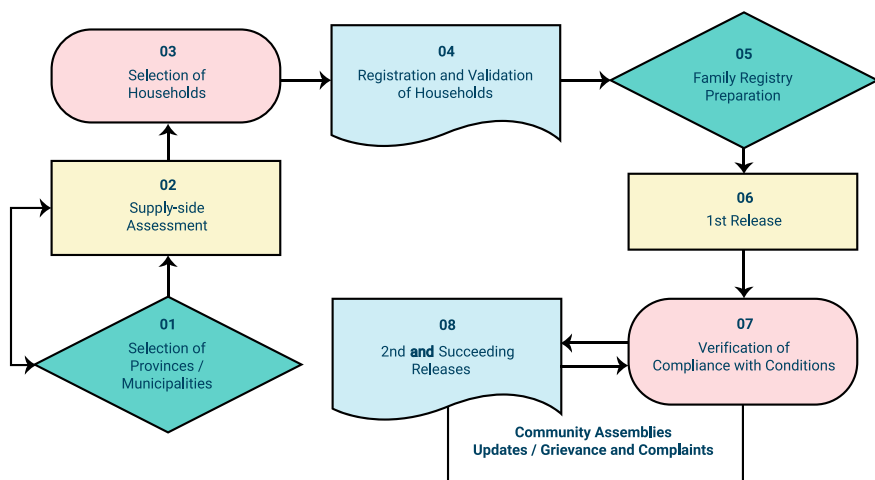 01
Selection of
Provinces /
Municipalities
02
Supply-side
Assessment
03
Selection of
Households
04
Registration and Validation
of Households
05
Family Registry
Preparation
06
1st Release
07
Verification of
Compliance with Conditions
08
2nd and Succeeding
Releases
Community Assemblies
Updates / Grievance and Complaints